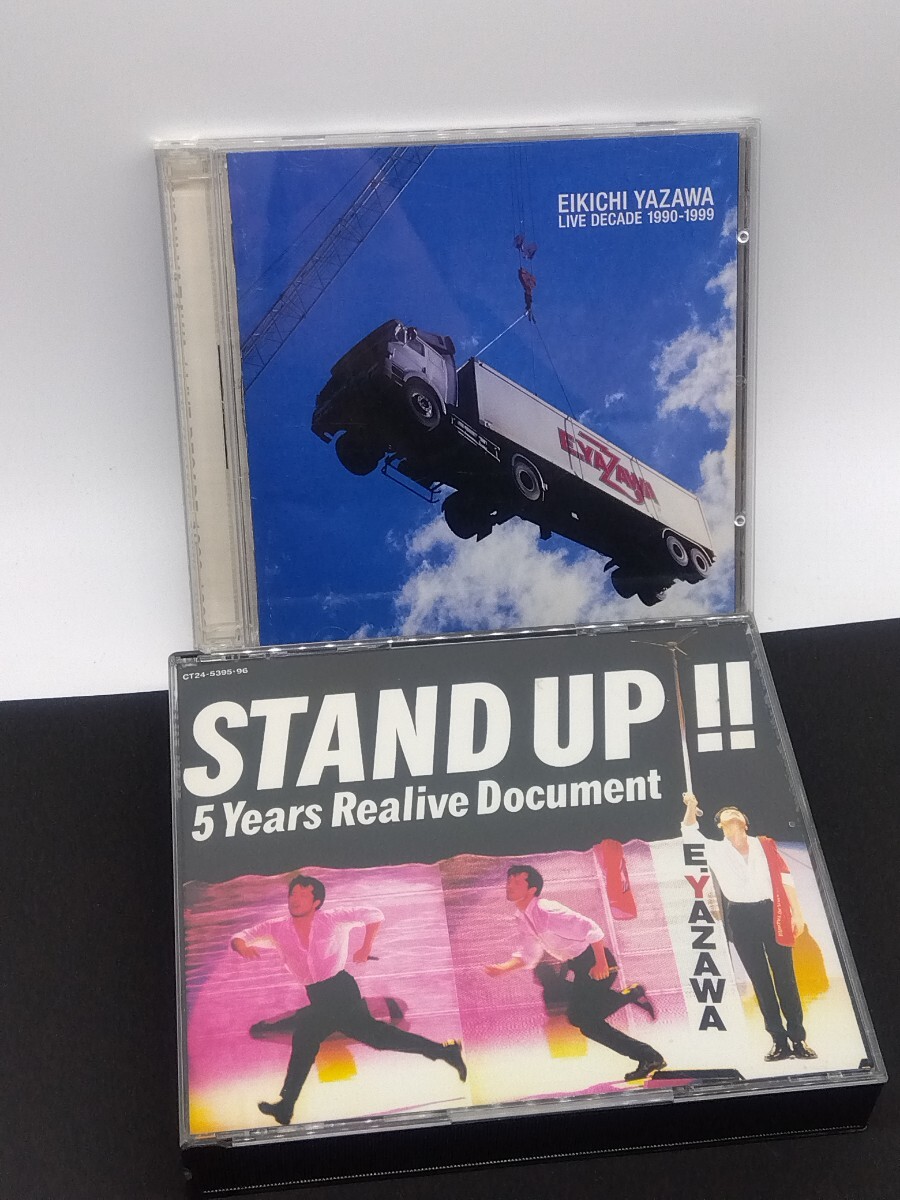 EIKICHI YAZAWA
LIVE DECADE 1990-1999
E.YAZAWA
CT24-5395·96
STAND UP !!
5 Years Realive Document
E.YAZAWA